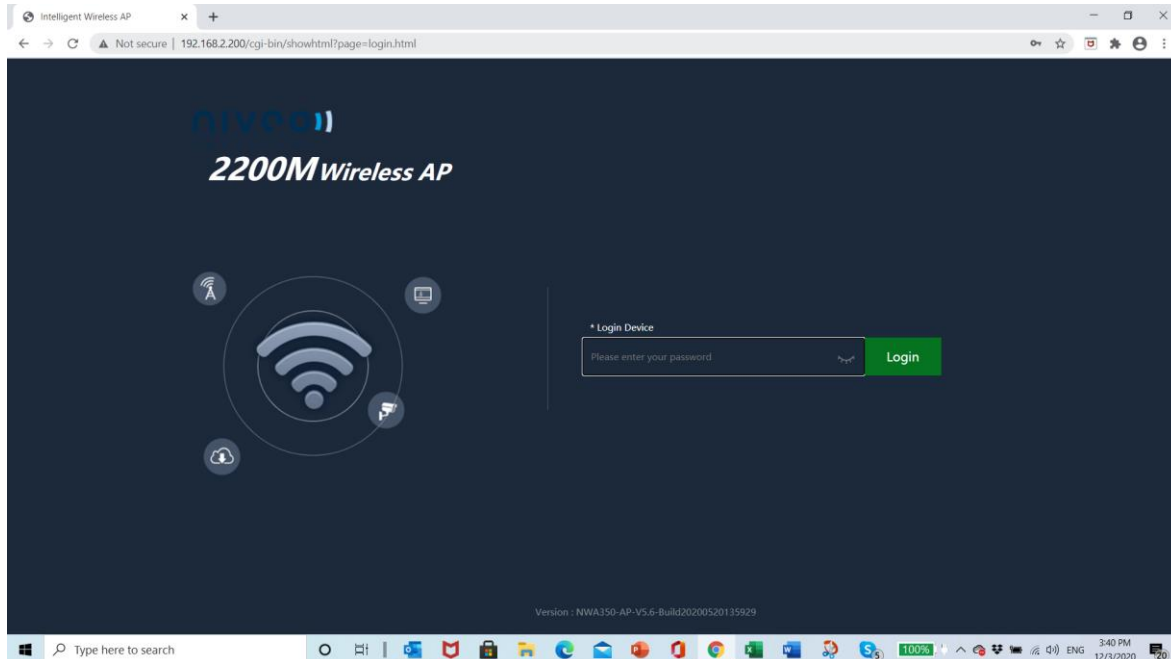 Intelligent Wireless AP
Not secure | 192.168.2.200/cgi-bin/showhtml?page=login.html
niveo
2200M Wireless AP
* Login Device
Please enter your password
Login
Version : NWA350-AP-V5.6-Build20200520135929
Type here to search
100%
ENG
3:40 PM
12/3/2020
20